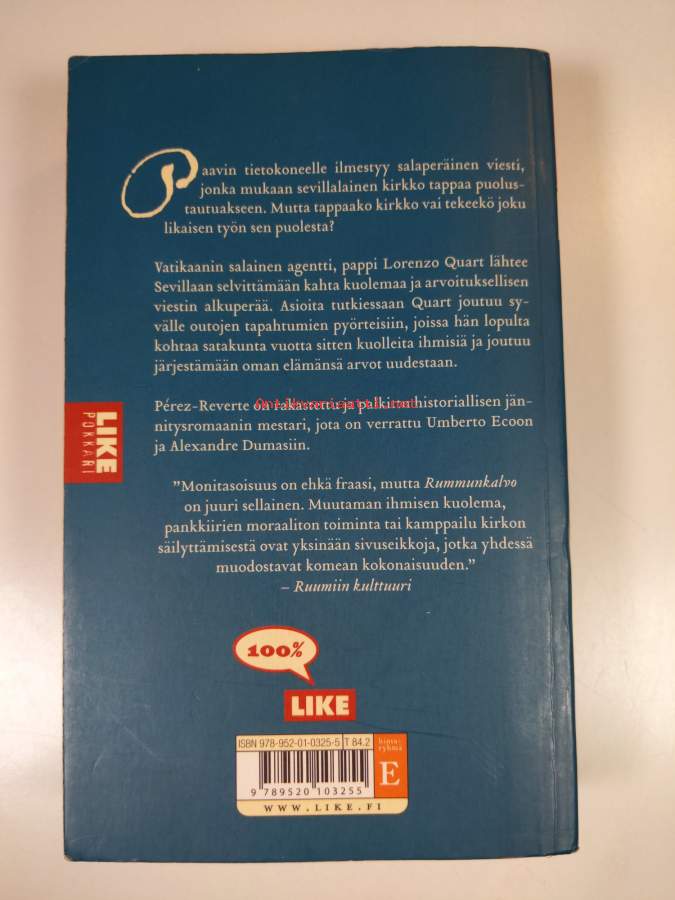 Paavin tietokoneelle ilmestyy salaperäinen viesti,
jonka mukaan sevillalainen kirkko tappaa puolus-
tautuakseen. Mutta tappaako kirkko vai tekeekö joku
likaisen työn sen puolesta?
Vatikaanin salainen agentti, pappi Lorenzo Quart lähtee
Sevillaan selvittämään kahta kuolemaa ja arvoituksellisen
viestin alkuperää. Asioita tutkiessaan Quart joutuu sy-
välle outojen tapahtumien pyörteisiin, joissa hän lopulta
kohtaa satakunta vuotta sitten kuolleita ihmisiä ja joutuu
järjestämään oman elämänsä arvot uudestaan.
Pérez-Reverte on rakastettu ja palkittu historiallisen jän-
nitysromaanin mestari, jota on verrattu Umberto Ecoon
ja Alexandre Dumasiin.
”Monitasoisuus on ehkä fraasi, mutta Rummunkalvo
on juuri sellainen. Muutaman ihmisen kuolema,
pankkiirien moraaliton toiminta tai kamppailu kirkon
säilyttämisestä ovat yksinään sivuseikkoja, jotka yhdessä
muodostavat komean kokonaisuuden.”
– Ruumiin kulttuuri
LIKE
POKKARI
100%
LIKE
ISBN 978-952-01-0325-5 T 84.2
hinta-
ryhmä
E
9 789520 103255
WWW.LIKE.FI